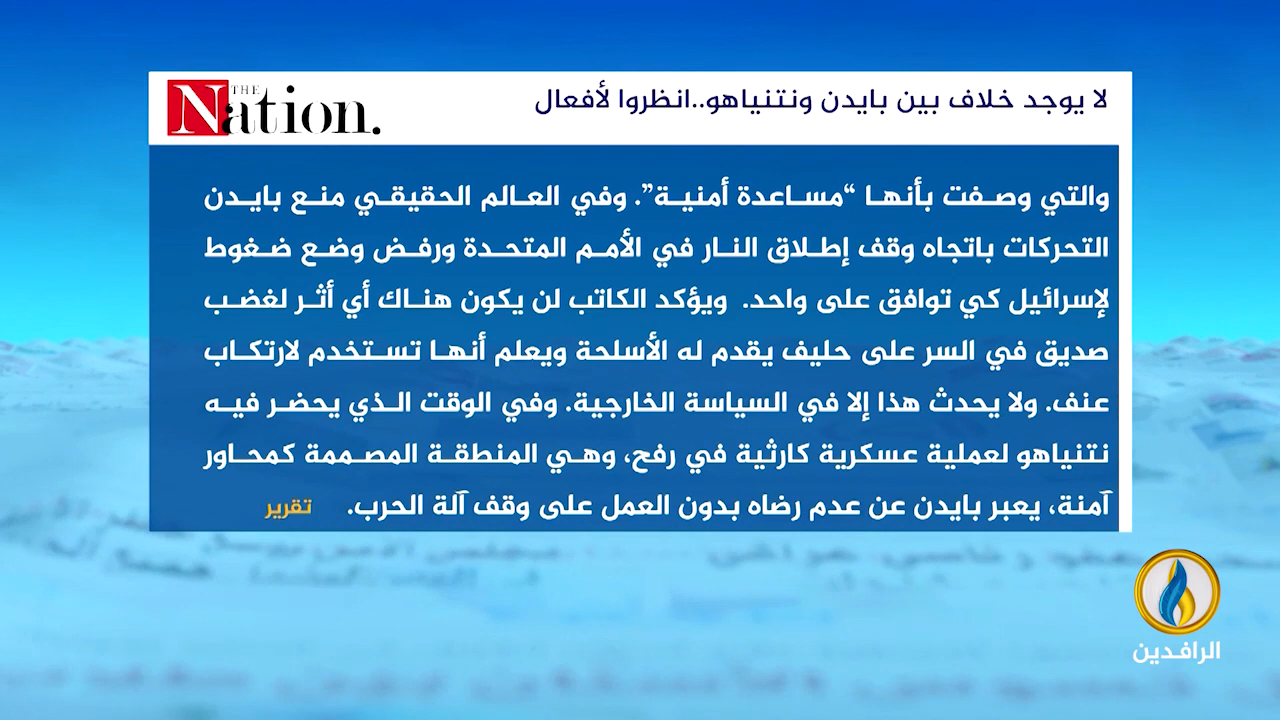 THE
Nation.
لا يوجد خلاف بين بايدن ونتنياهو..انظروا لأفعال
والتي وصفت بأنها “مساعدة أمنية”. وفي العالم الحقيقي منع بايدن
التحركات باتجاه وقف إطلاق النار في الأمم المتحدة ورفض وضع ضغوط
لإسرائيل كي توافق على واحد. ويؤكد الكاتب لن يكون هناك أي أثر لغضب
صديق في السر على حليف يقدم له الأسلحة ويعلم أنها تستخدم لارتكاب
عنف. ولا يحدث هذا إلا في السياسة الخارجية. وفي الوقت الذي يحضر فيه
نتنياهو لعملية عسكرية كارثية في رفح، وهي المنطقة المصممة كمحاور
آمنة، يعبر بايدن عن عدم رضاه بدون العمل على وقف آلة الحرب. تقرير
الرافدين